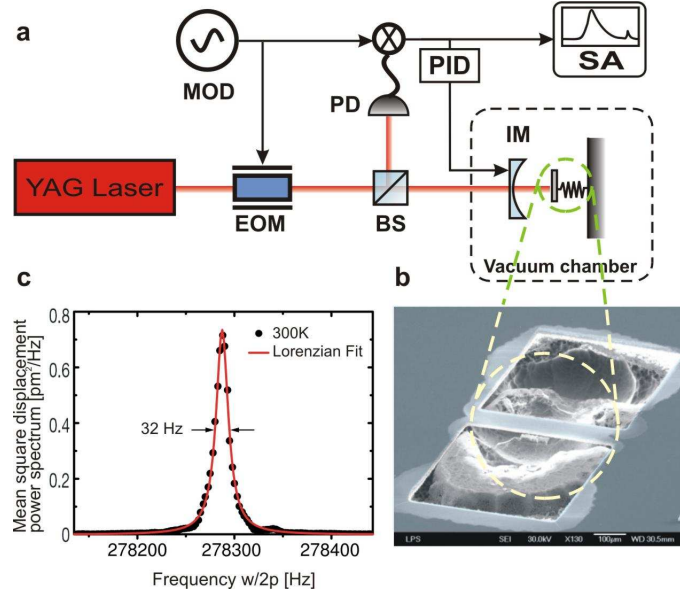 a
MOD
PD
PID
SA
IM
YAG Laser
EOM
BS
Vacuum chamber
c
Mean square displacement
power spectrum [pm²/Hz]
0.8
0.6
0.4
0.2
0
300K
Lorenzian Fit
32 Hz
278200 278300 278400
Frequency w/2p [Hz]
b
LPS SEI 30.0kV X130 100µm WD 30.5mm